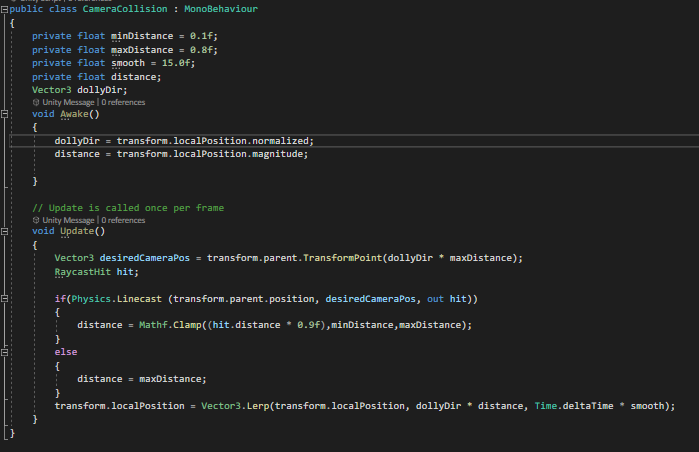 public class CameraCollision : MonoBehaviour
{
private float minDistance = 0.1f;
private float maxDistance = 0.8f;
private float smooth = 15.0f;
private float distance;
Vector3 dollyDir;
Unity Message | 0 references
void Awake()
{
dollyDir = transform.localPosition.normalized;
distance = transform.localPosition.magnitude;
}
// Update is called once per frame
Unity Message | 0 references
void Update()
{
Vector3 desiredCameraPos = transform.parent.TransformPoint(dollyDir * maxDistance);
RaycastHit hit;
if(Physics.Linecast (transform.parent.position, desiredCameraPos, out hit))
{
distance = Mathf.Clamp((hit.distance * 0.9f),minDistance,maxDistance);
}
else
{
distance = maxDistance;
}
transform.localPosition = Vector3.Lerp(transform.localPosition, dollyDir * distance, Time.deltaTime * smooth);
}
}